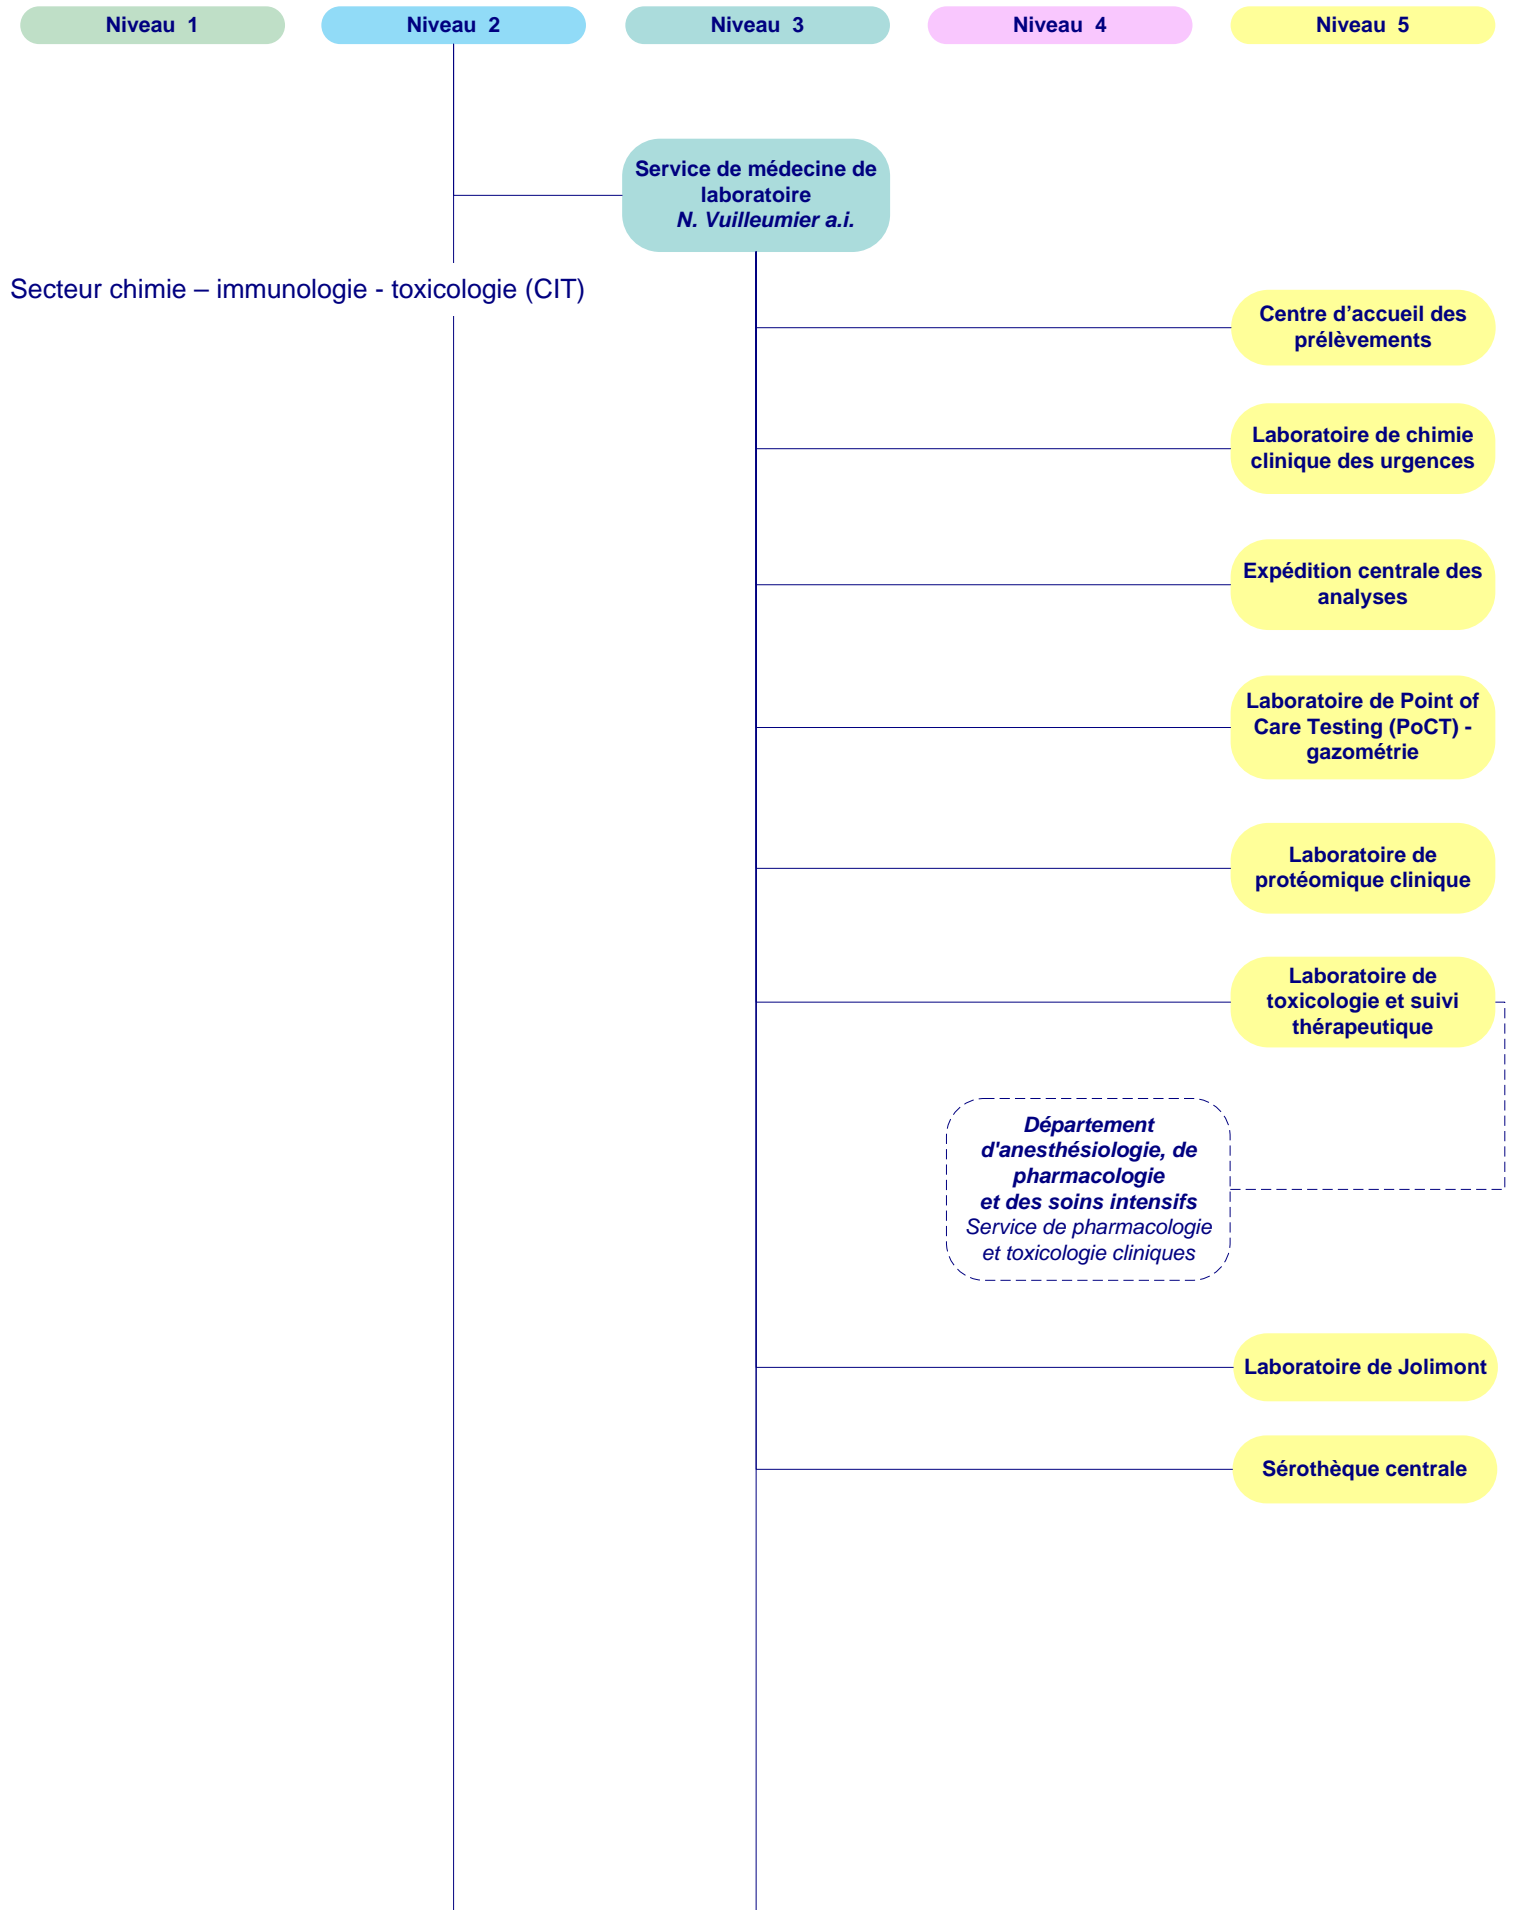 Niveau 1
Niveau 2
Niveau 3
Niveau 4
Niveau 5
Service de médecine de
laboratoire
N. Vuilleumier a.i.
Secteur chimie – immunologie - toxicologie (CIT)
Centre d’accueil des
prélèvements
Laboratoire de chimie
clinique des urgences
Expédition centrale des
analyses
Laboratoire de Point of
Care Testing (PoCT) -
gazométrie
Laboratoire de
protéomique clinique
Laboratoire de
toxicologie et suivi
thérapeutique
Département
d'anesthésiologie, de
pharmacologie
et des soins intensifs
Service de pharmacologie
et toxicologie cliniques
Laboratoire de Jolimont
Sérothèque centrale